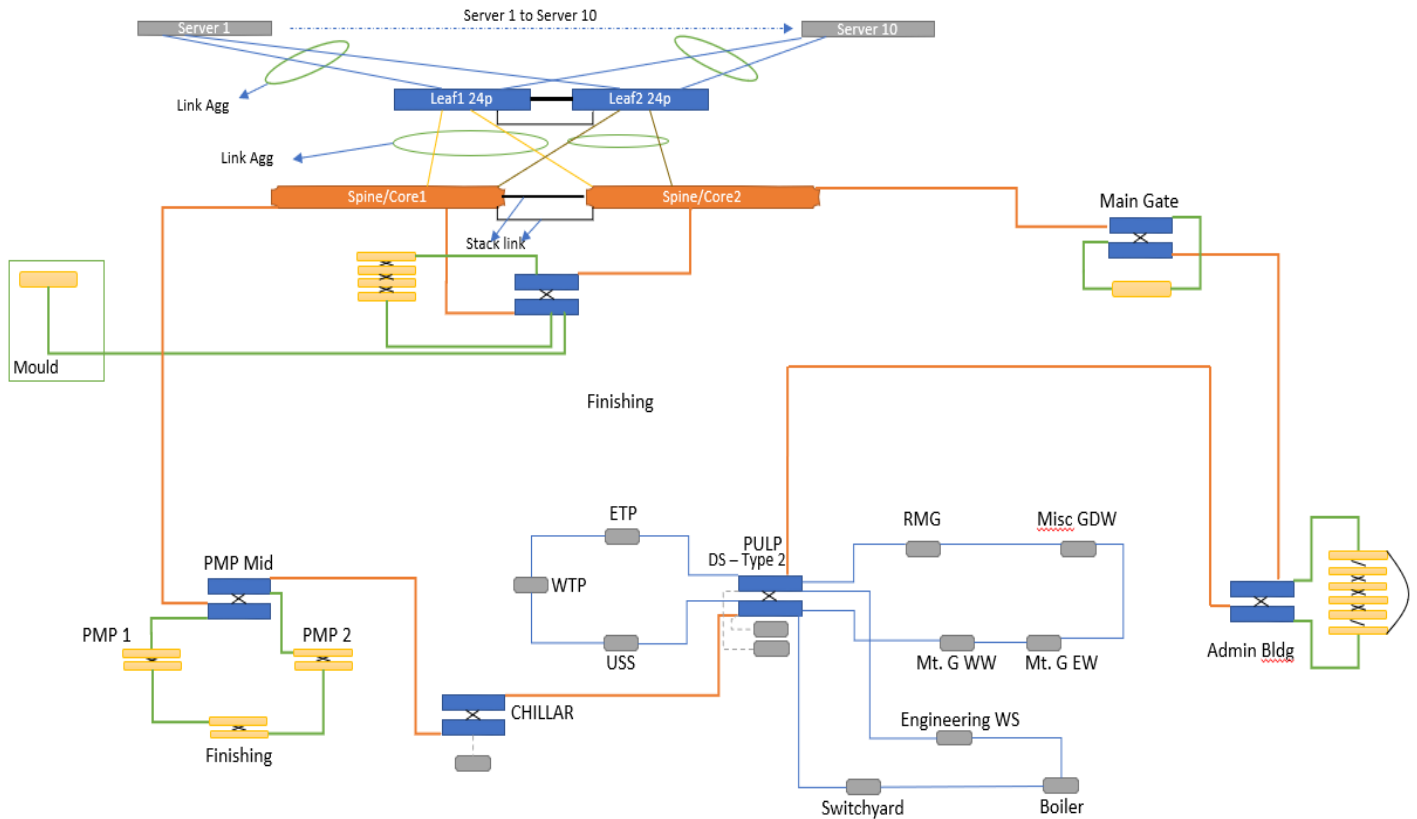 Server 1 to Server 10
Server 1
Server 10
Link Agg
Leaf1 24p
Leaf2 24p
Link Agg
Spine/Core1
Spine/Core2
Stack link
Main Gate
Mould
Finishing
ETP
WTP
USS
PULP
DS – Type 2
RMG
Misc GDW
Mt. G WW
Mt. G EW
PMP Mid
PMP 1
PMP 2
Finishing
CHILLAR
Engineering WS
Switchyard
Boiler
Admin Bldg